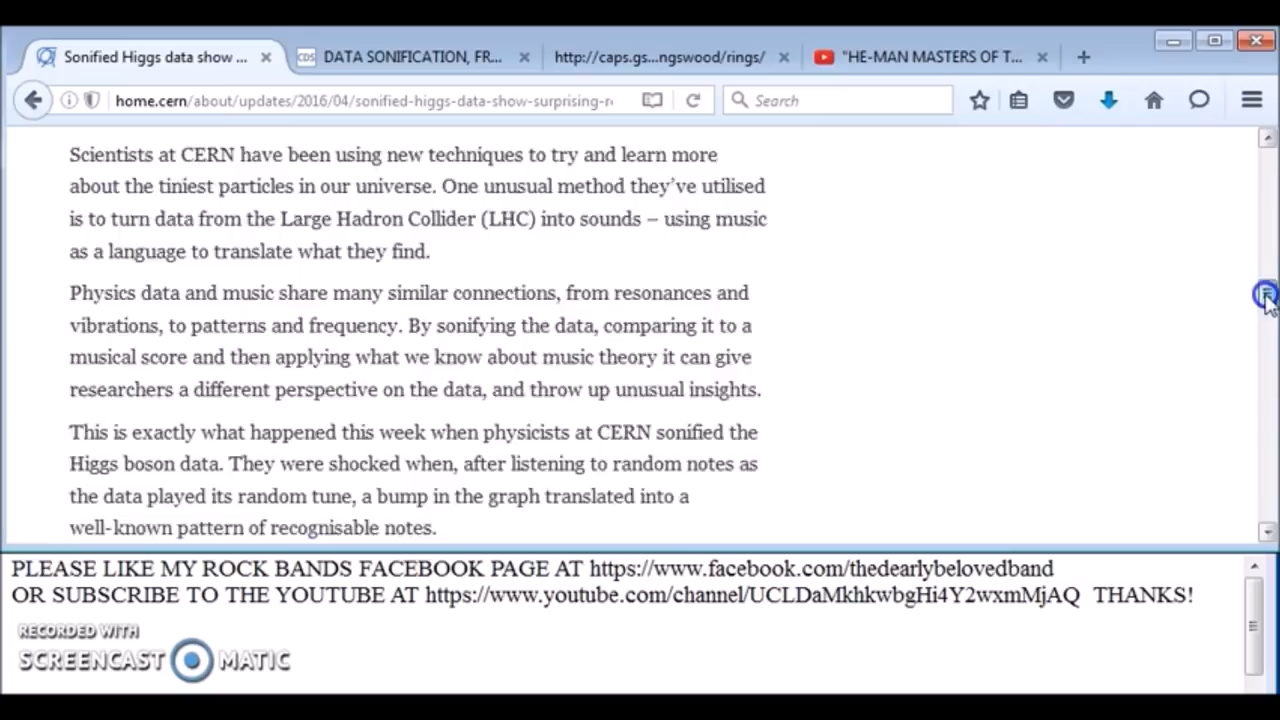 Sonified Higgs data show ...
CDS DATA SONIFICATION, FR...
http://caps.gs...ngswood/rings/
"HE-MAN MASTERS OF T...
home.cern/about/updates/2016/04/sonified-higgs-data-show-surprising-r
Search
Scientists at CERN have been using new techniques to try and learn more
about the tiniest particles in our universe. One unusual method they've utilised
is to turn data from the Large Hadron Collider (LHC) into sounds – using music
as a language to translate what they find.
Physics data and music share many similar connections, from resonances and
vibrations, to patterns and frequency. By sonifying the data, comparing it to a
musical score and then applying what we know about music theory it can give
researchers a different perspective on the data, and throw up unusual insights.
This is exactly what happened this week when physicists at CERN sonified the
Higgs boson data. They were shocked when, after listening to random notes as
the data played its random tune, a bump in the graph translated into a
well-known pattern of recognisable notes.
PLEASE LIKE MY ROCK BANDS FACEBOOK PAGE AT https://www.facebook.com/thedearlybelovedband
OR SUBSCRIBE TO THE YOUTUBE AT https://www.youtube.com/channel/UCLDaMkhkwbgHi4Y2wxmMjAQ THANKS!
RECORDED WITH
SCREENCAST MATIC